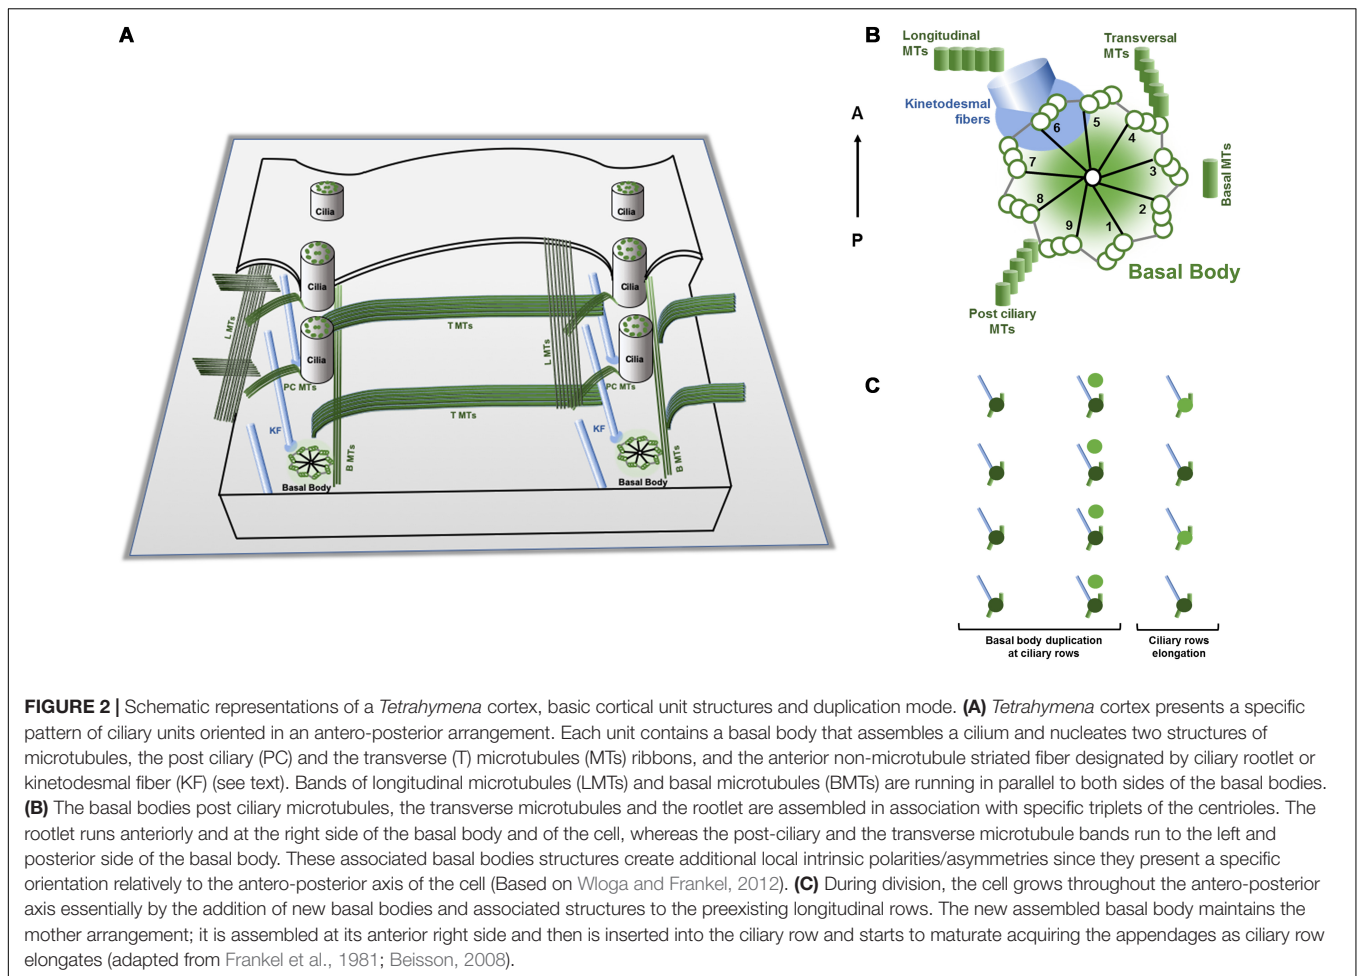 A
Cilia
Cilia
Cilia
Cilia
Cilia
Cilia
L MTs
T MTs
L MTs
PC MTs
PC MTs
T MTs
KF
KF
B MTs
B MTs
Basal Body
Basal Body
B
Longitudinal
MTs
Transversal
MTs
Kinetodesmal
fibers
A
P
5
6
4
7
3
8
2
9
1
Basal MTs
Basal Body
Post ciliary
MTs
C
Basal body duplication
at ciliary rows
Ciliary rows
elongation
FIGURE 2 | Schematic representations of a Tetrahymena cortex, basic cortical unit structures and duplication mode. (A) Tetrahymena cortex presents a specific
pattern of ciliary units oriented in an antero-posterior arrangement. Each unit contains a basal body that assembles a cilium and nucleates two structures of
microtubules, the post ciliary (PC) and the transverse (T) microtubules (MTs) ribbons, and the anterior non-microtubule striated fiber designated by ciliary rootlet or
kinetodesmal fiber (KF) (see text). Bands of longitudinal microtubules (LMTs) and basal microtubules (BMTs) are running in parallel to both sides of the basal bodies.
(B) The basal bodies post ciliary microtubules, the transverse microtubules and the rootlet are assembled in association with specific triplets of the centrioles. The
rootlet runs anteriorly and at the right side of the basal body and of the cell, whereas the post-ciliary and the transverse microtubule bands run to the left and
posterior side of the basal body. These associated basal bodies structures create additional local intrinsic polarities/asymmetries since they present a specific
orientation relatively to the antero-posterior axis of the cell (Based on Wloga and Frankel, 2012). (C) During division, the cell grows throughout the antero-posterior
axis essentially by the addition of new basal bodies and associated structures to the preexisting longitudinal rows. The new assembled basal body maintains the
mother arrangement; it is assembled at its anterior right side and then is inserted into the ciliary row and starts to maturate acquiring the appendages as ciliary row
elongates (adapted from Frankel et al., 1981; Beisson, 2008).